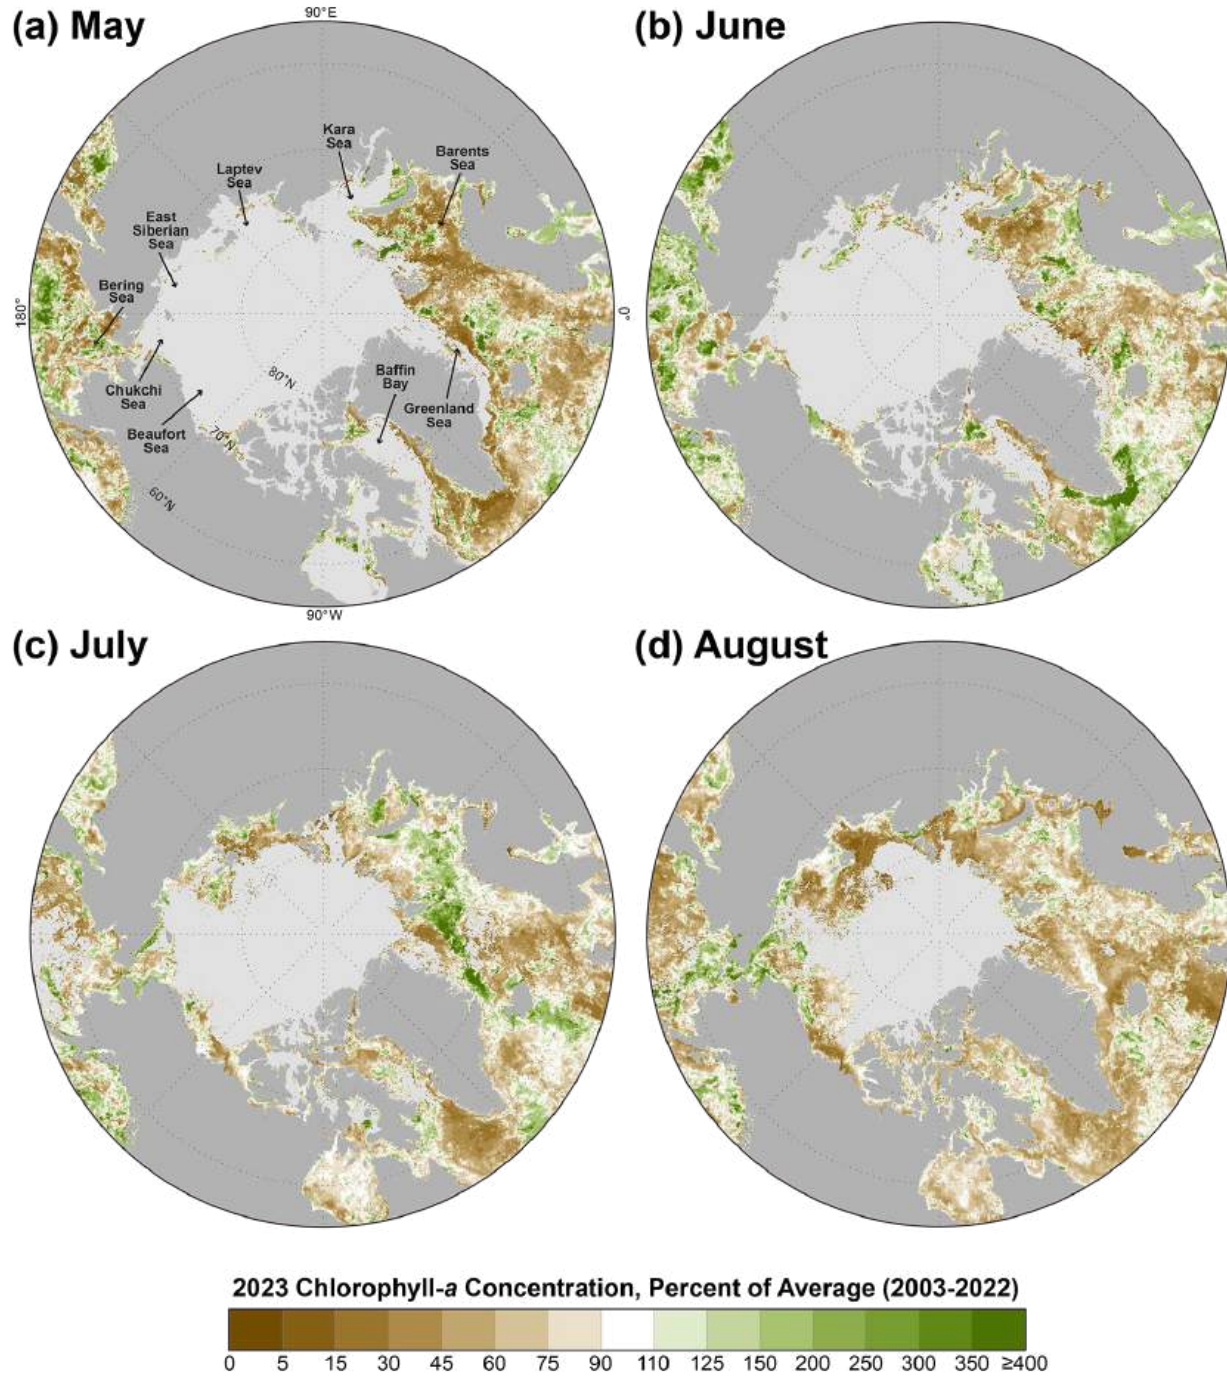 (a) May
90°E
(b) June
Kara
Sea
Barents
Sea
Laptev
Sea
East
Siberian
Sea
Bering
Sea
180°
0°
80°N
Baffin
Bay
Chukchi
Sea
Greenland
Sea
Beaufort
Sea
70°N
60°N
90°W
(c) July
(d) August
2023 Chlorophyll-a Concentration, Percent of Average (2003-2022)
0 5 15 30 45 60 75 90 110 125 150 200 250 300 350 ≥400